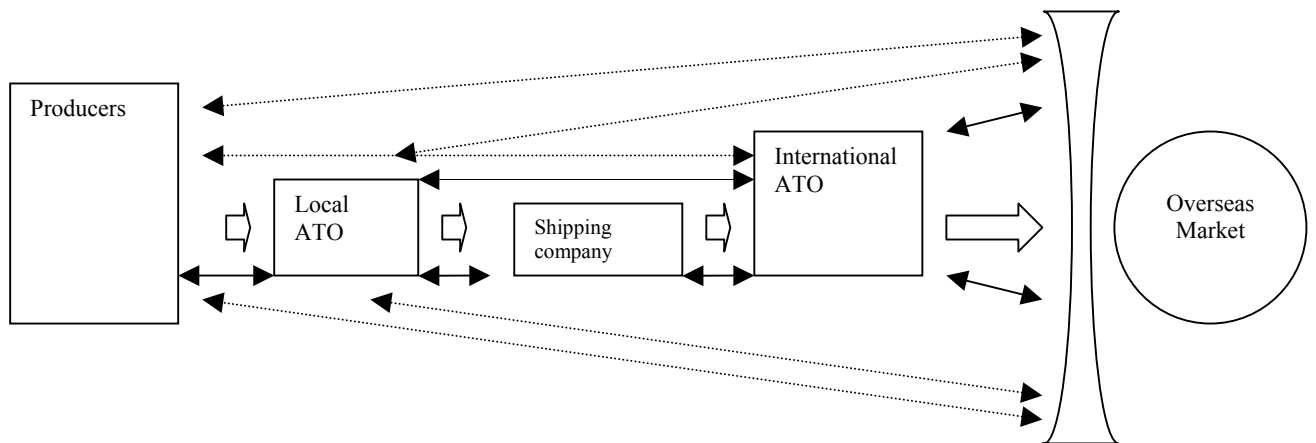 Producers
Local
ATO
Shipping
company
International
ATO
Overseas
Market